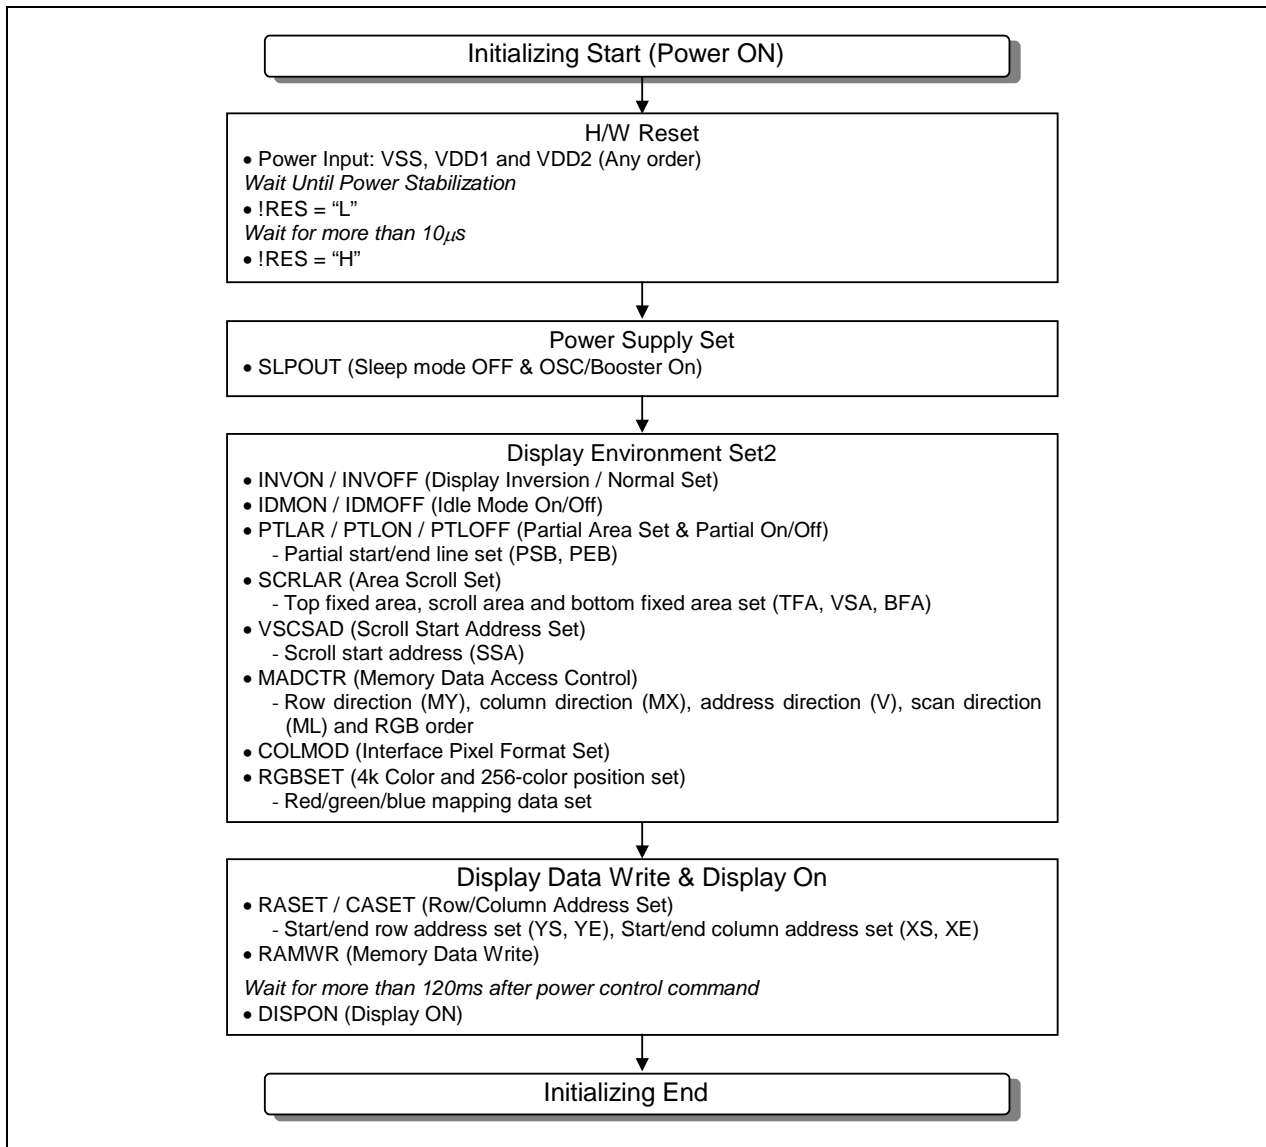 Initializing Start (Power ON)
H/W Reset
• Power Input: VSS, VDD1 and VDD2 (Any order)
Wait Until Power Stabilization
• !RES = “L”
Wait for more than 10μs
• !RES = “H”
Power Supply Set
• SLPOUT (Sleep mode OFF & OSC/Booster On)
Display Environment Set2
• INVON / INVOFF (Display Inversion / Normal Set)
• IDMON / IDMOFF (Idle Mode On/Off)
• PTLAR / PTLON / PTLOFF (Partial Area Set & Partial On/Off)
- Partial start/end line set (PSB, PEB)
• SCRLAR (Area Scroll Set)
- Top fixed area, scroll area and bottom fixed area set (TFA, VSA, BFA)
• VSCSAD (Scroll Start Address Set)
- Scroll start address (SSA)
• MADCTR (Memory Data Access Control)
- Row direction (MY), column direction (MX), address direction (V), scan direction
(ML) and RGB order
• COLMOD (Interface Pixel Format Set)
• RGBSET (4k Color and 256-color position set)
- Red/green/blue mapping data set
Display Data Write & Display On
• RASET / CASET (Row/Column Address Set)
- Start/end row address set (YS, YE), Start/end column address set (XS, XE)
• RAMWR (Memory Data Write)
Wait for more than 120ms after power control command
• DISPON (Display ON)
Initializing End